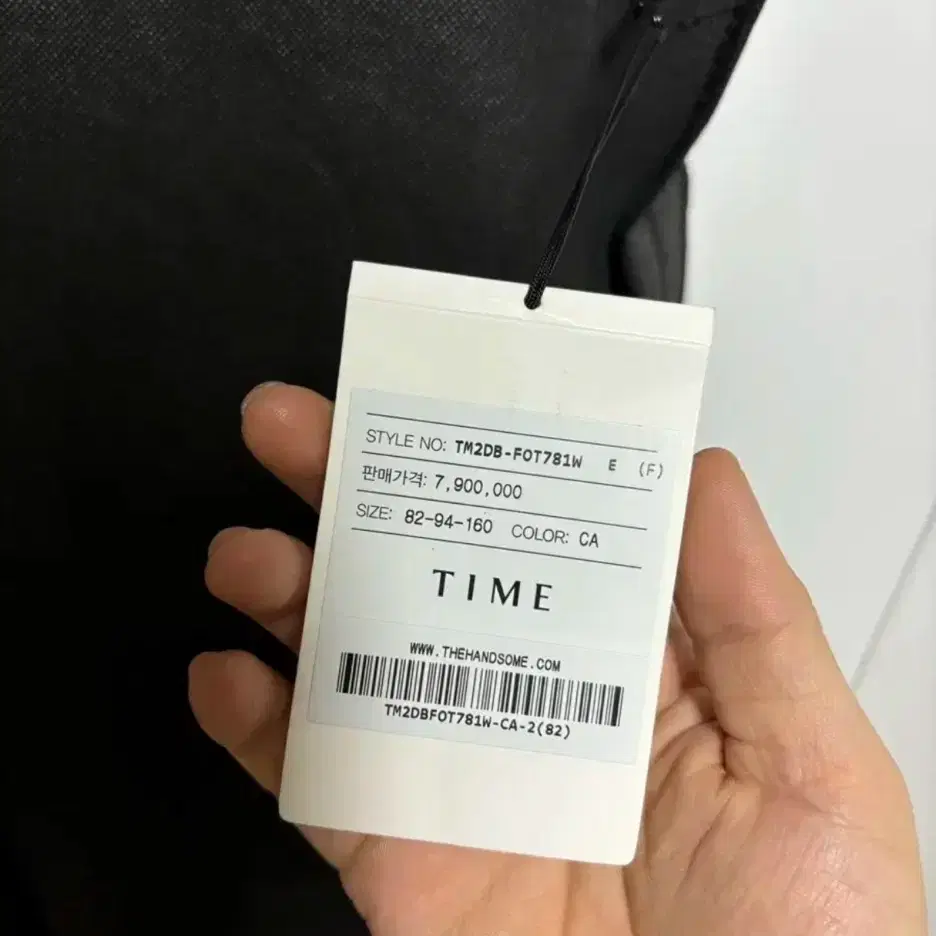 STYLE NO: TM2DB-FOT781W E (F)
판매가격: 7,900,000
SIZE: 82-94-160 COLOR: CA
TIME
WWW.THEHANDSOME.COM
TM2DBFOT781W-CA-2(82)